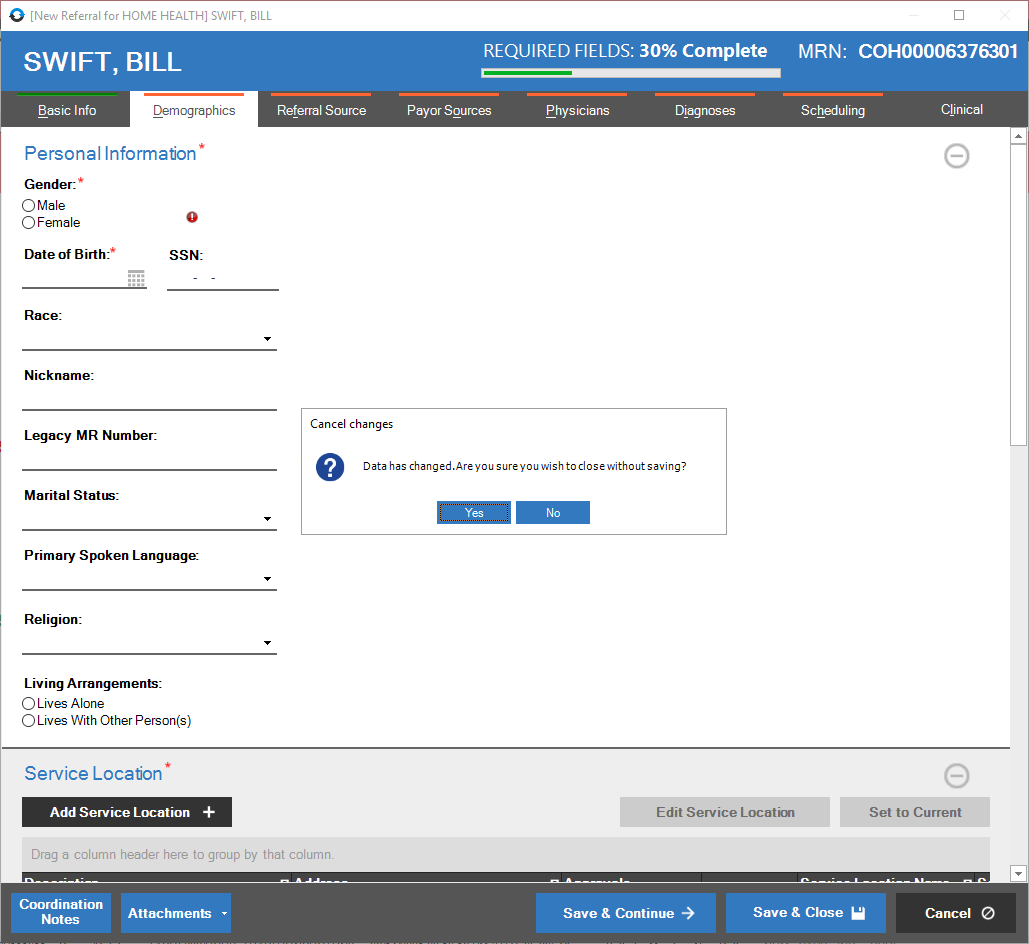 [New Referral for HOME HEALTH] SWIFT, BILL
SWIFT, BILL
REQUIRED FIELDS: 30% Complete
MRN: COH00006376301
Basic Info
Demographics
Referral Source
Payor Sources
Physicians
Diagnoses
Scheduling
Clinical
Personal Information*
Gender:*
Male
Female
Date of Birth:*
SSN:
- -
Race:
Nickname:
Legacy MR Number:
Cancel changes
Data has changed. Are you sure you wish to close without saving?
Yes
No
Marital Status:
Primary Spoken Language:
Religion:
Living Arrangements:
Lives Alone
Lives With Other Person(s)
Service Location*
Add Service Location +
Edit Service Location
Set to Current
Drag a column header here to group by that column.
Description
Address
Approvals
Service Location Name
Coordination
Notes
Attachments
Save & Continue
Save & Close
Cancel